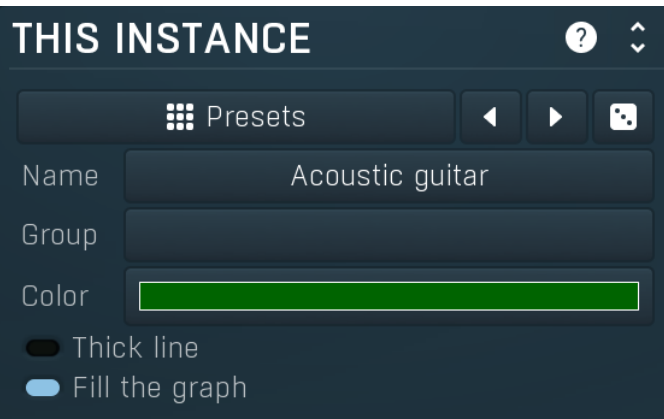 THIS INSTANCE ?
Presets
Name Acoustic guitar
Group
Color
Thick line
Fill the graph